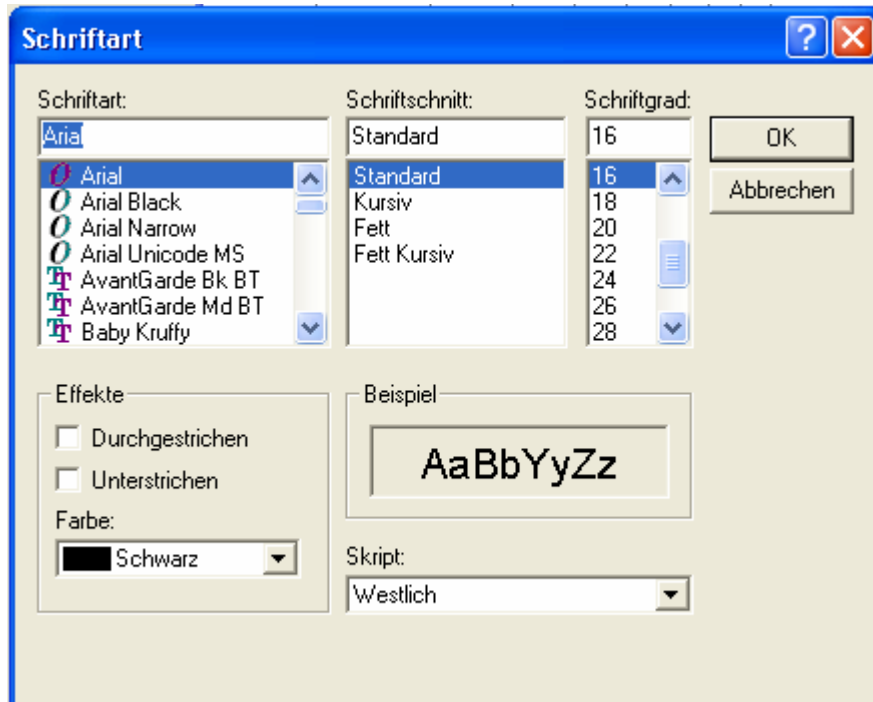 Schriftart
Schriftart:
Schriftschnitt:
Schriftgrad:
Arial
Standard
16
OK
Arial
Arial Black
Arial Narrow
Arial Unicode MS
AvantGarde Bk BT
AvantGarde Md BT
Baby Kruffy
Standard
Kursiv
Fett
Fett Kursiv
16
18
20
22
24
26
28
Abbrechen
Effekte
Durchgestrichen
Unterstrichen
Farbe:
Schwarz
Beispiel
AaBbYyZz
Skript:
Westlich